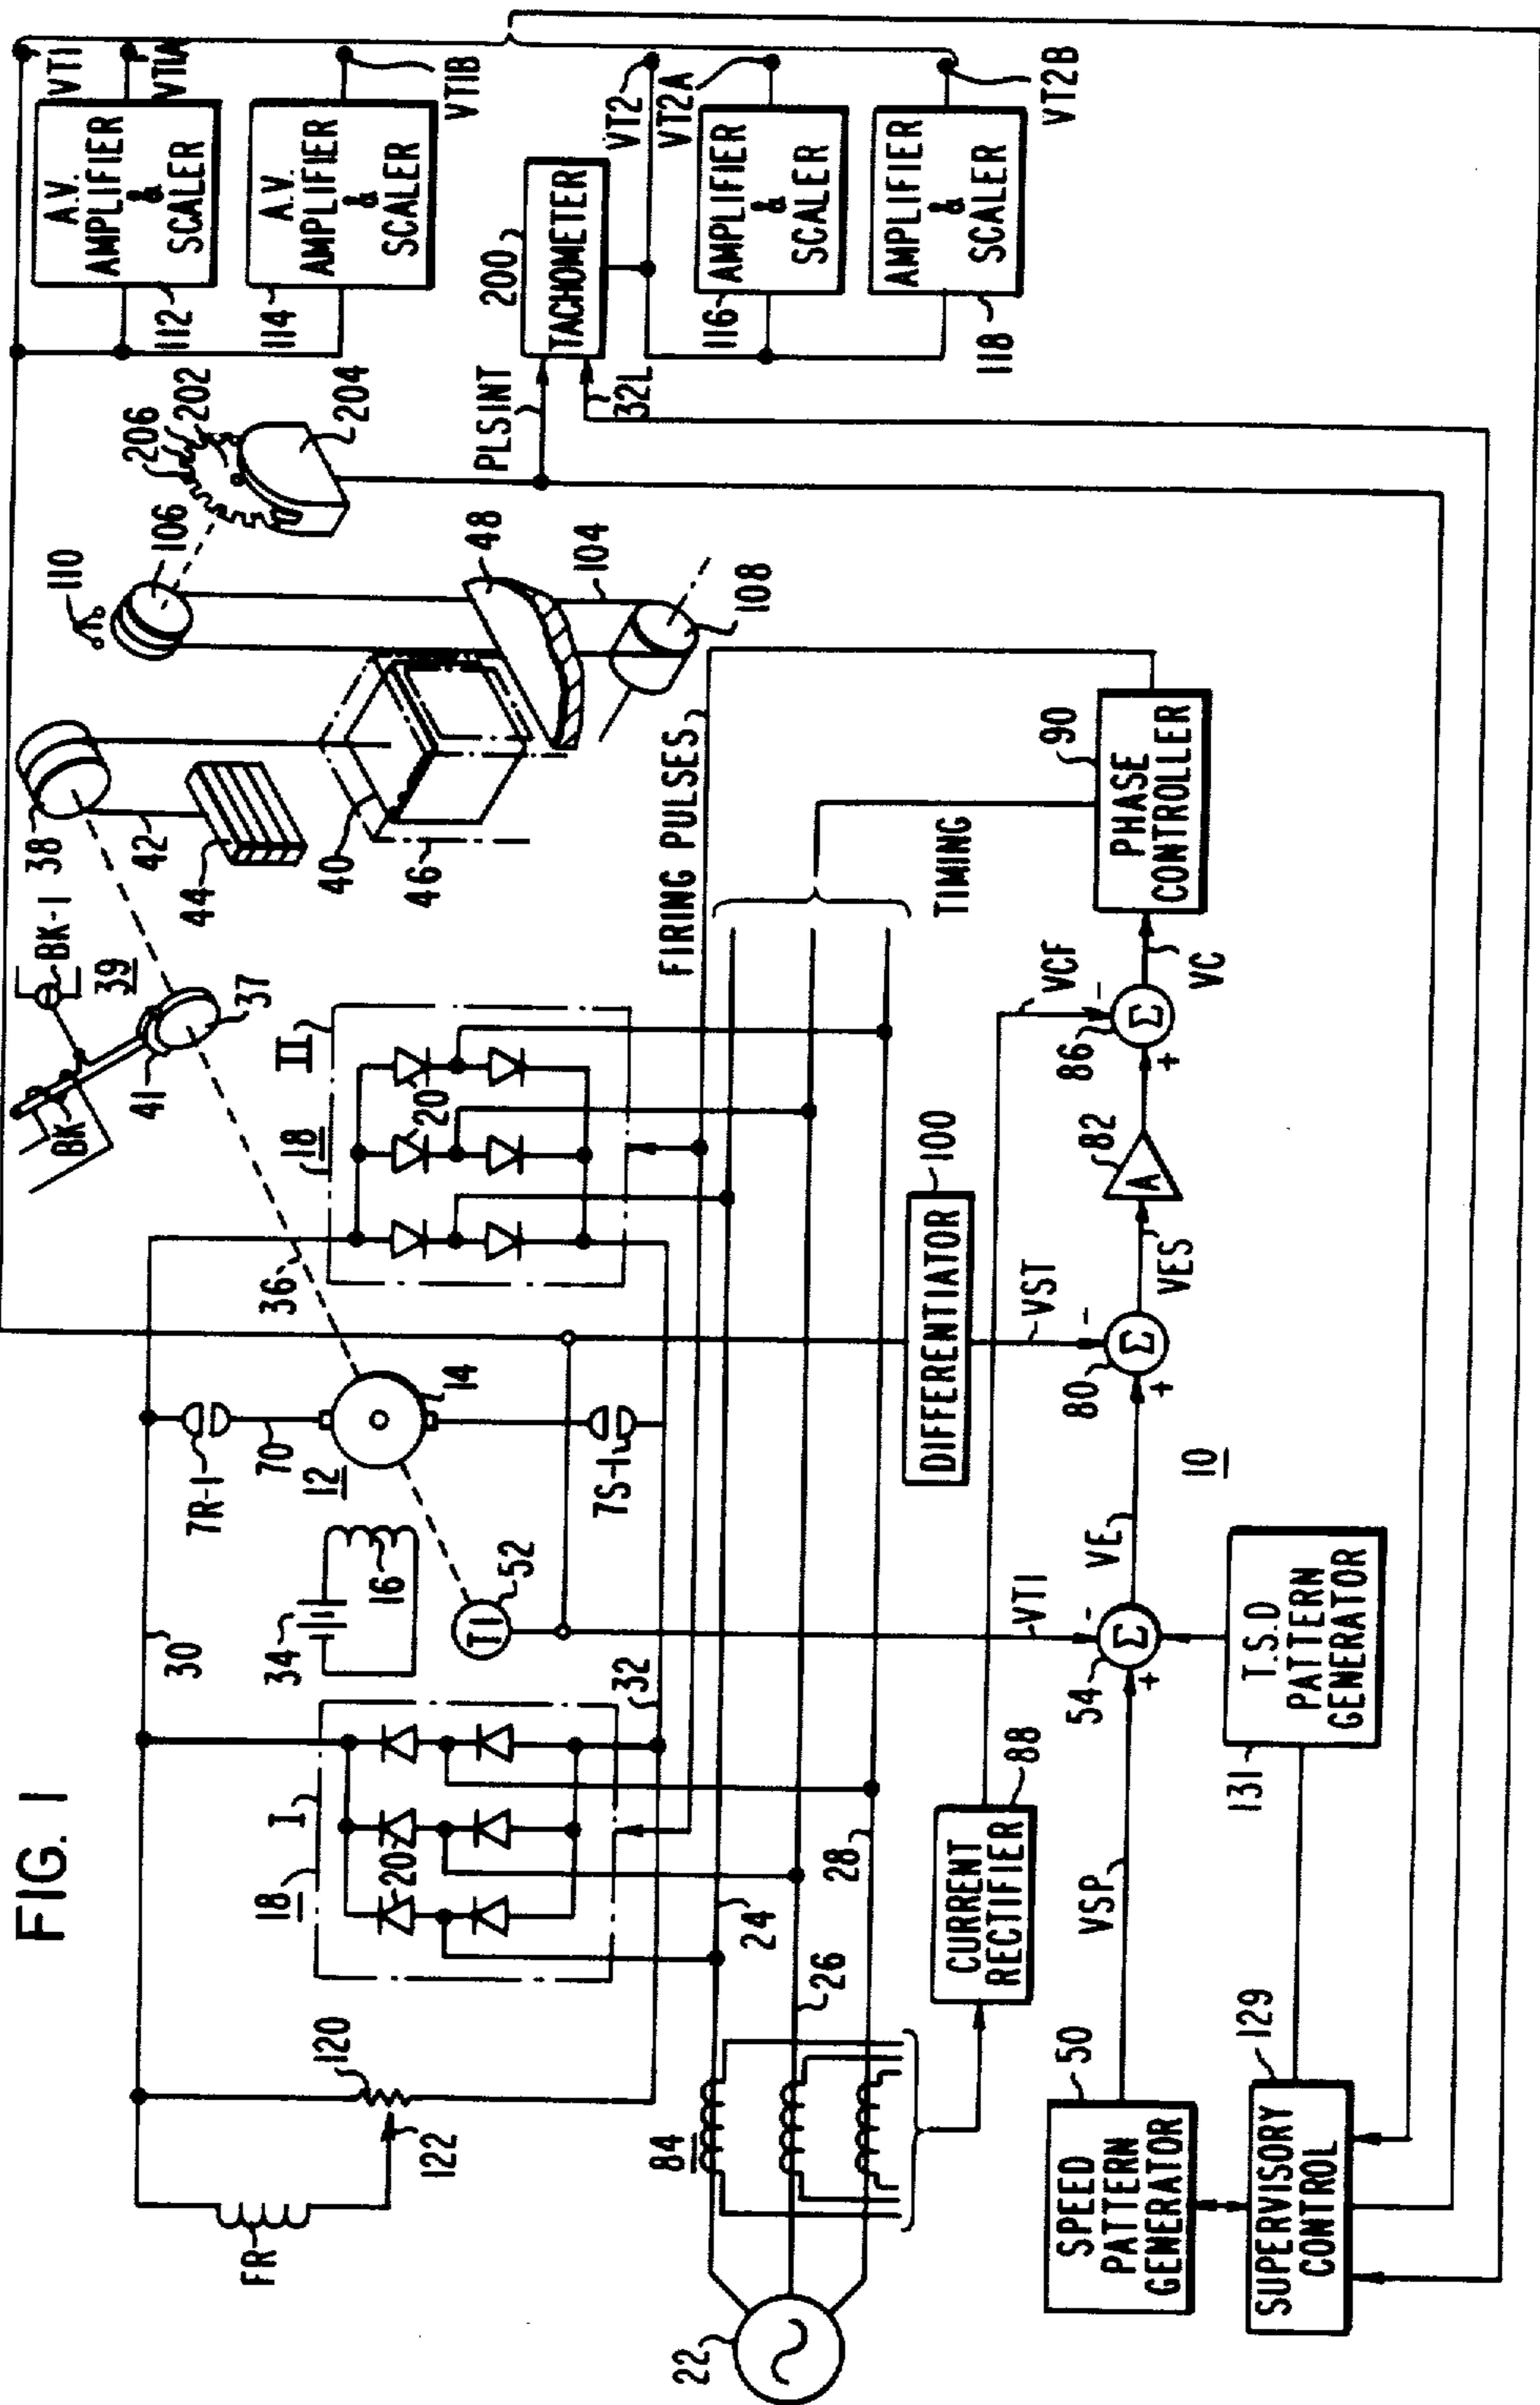 FIG. 1
FR
120
122
22
84
24
26
28
18
I
20
30
32
34
16
T1
52
7R-1
70
12
14
7S-1
36
18
II
20
BK
BK-1
39
41
37
38
42
44
40
46
110
106
206
202
204
48
104
108
FIRING PULSES
TIMING
VT1
VT1A
VT1B
A.V.
AMPLIFIER
&
SCALER
112
A.V.
AMPLIFIER
&
SCALER
114
200
TACHOMETER
PLSINT
32L
VT2
VT2A
VT2B
116
AMPLIFIER
&
SCALER
118
AMPLIFIER
&
SCALER
CURRENT
RECTIFIER
88
DIFFERENTIATOR
100
50
SPEED
PATTERN
GENERATOR
VSP
54
+
-
Σ
VT1
VE
80
+
-
Σ
VST
VES
A
82
86
+
-
Σ
VCF
VC
PHASE
CONTROLLER
90
129
SUPERVISORY
CONTROL
131
T.S.D
PATTERN
GENERATOR
10